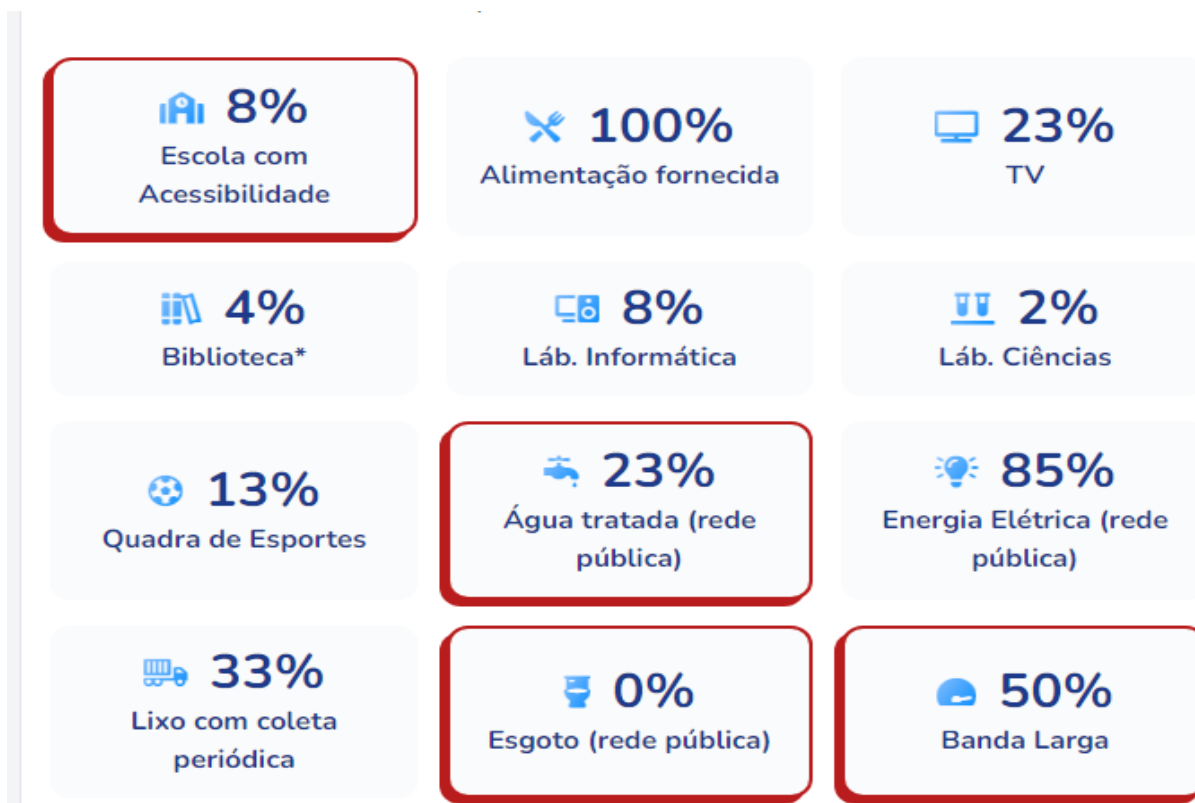 8%
Escola com
Acessibilidade
100%
Alimentação fornecida
23%
TV
4%
Biblioteca*
8%
Láb. Informática
2%
Láb. Ciências
13%
Quadra de Esportes
23%
Água tratada (rede
pública)
85%
Energia Elétrica (rede
pública)
33%
Lixo com coleta
periódica
0%
Esgoto (rede pública)
50%
Banda Larga